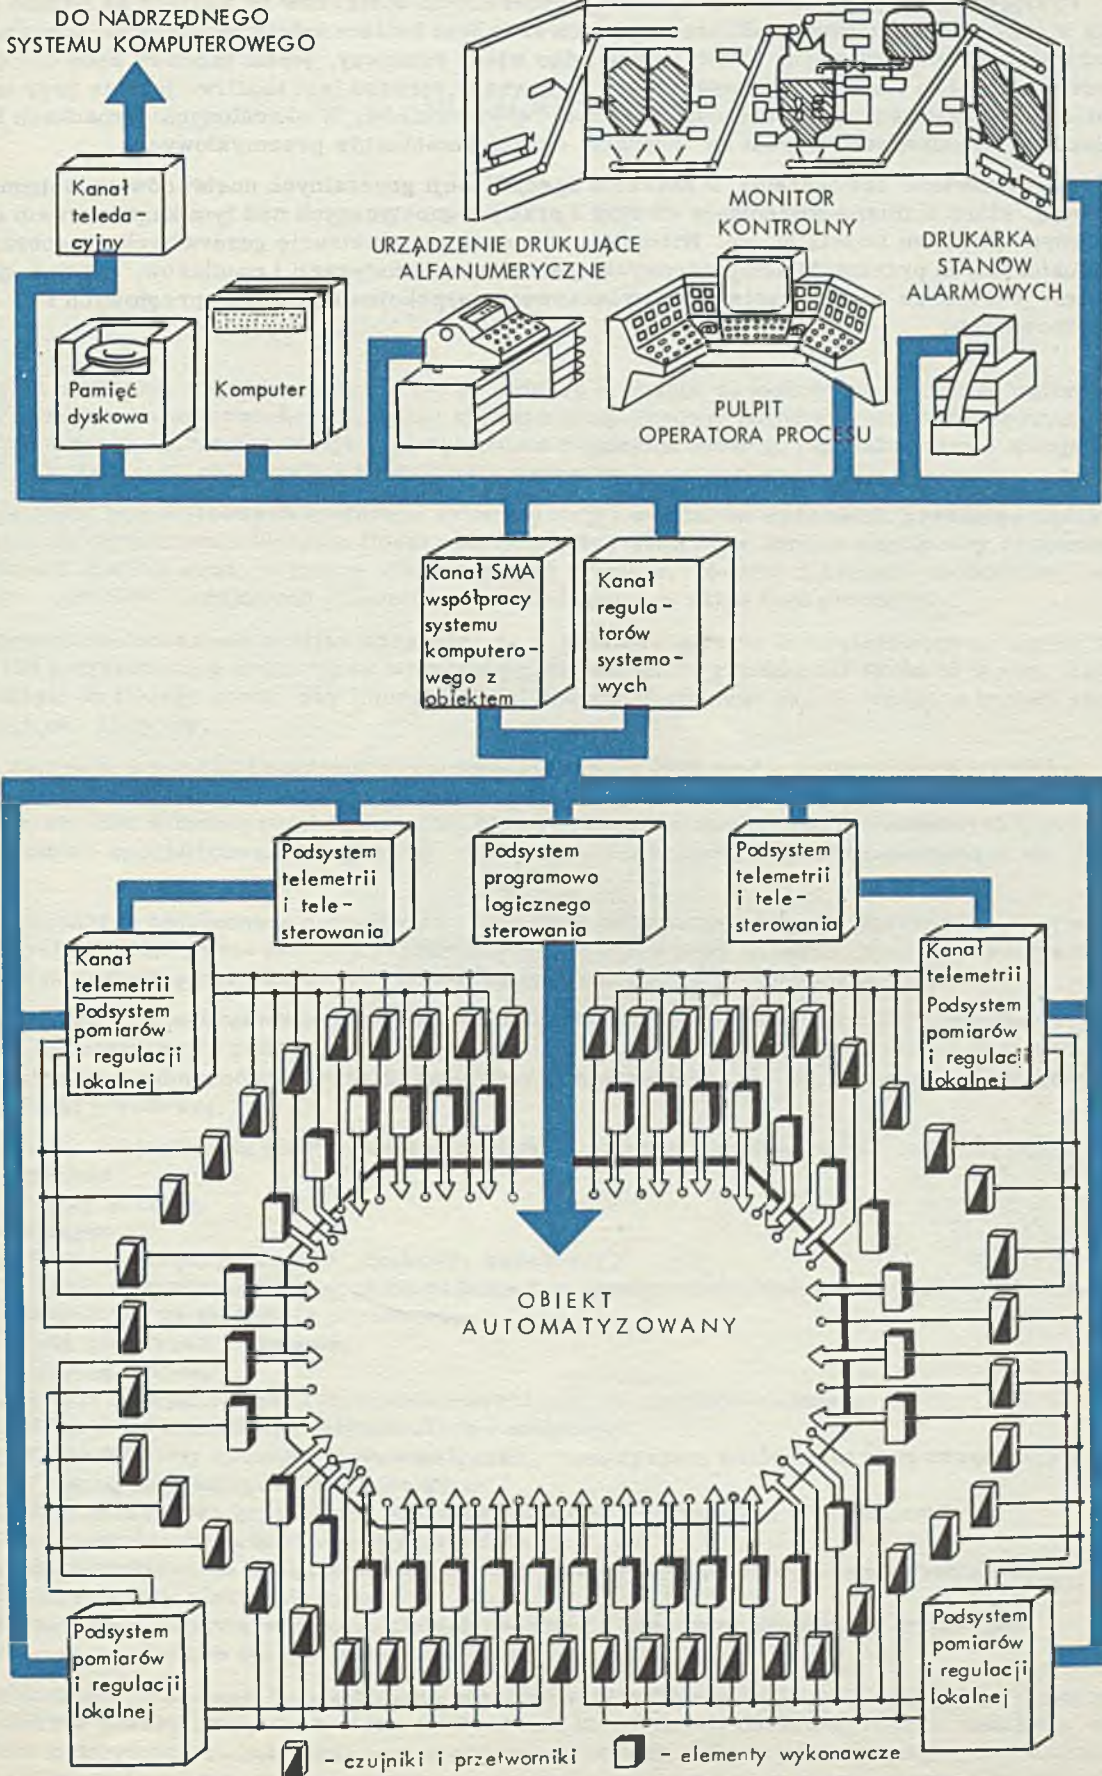 DO NADRZĘDNEGO
SYSTEMU KOMPUTEROWEGO
Kanał
teleda-
cyjny
MONITOR
KONTROLNY
URZĄDZENIE DRUKUJĄCE
ALFANUMERYCZNE
DRUKARKA
STANÓW
ALARMOWYCH
Pamięć
dyskowa
Komputer
PULPIT
OPERATORA PROCESU
Kanał SMA
współpracy
systemu
komputero-
wego z
obiektem
Kanał
regula-
torów
systemo-
wych
Podsystem
telemetrii
i tele-
sterowania
Podsystem
programowo
logicznego
sterowania
Podsystem
telemetrii
i tele-
sterowania
Kanał
telemetrii
Podsystem
pomiarów
i regulacji
lokalnej
Kanał
telemetrii
Podsystem
pomiarów
i regulacji
lokalnej
OBIEKT
AUTOMATYZOWANY
Podsystem
pomiarów
i regulacji
lokalnej
Podsystem
pomiarów
i regulacji
lokalnej
- czujniki i przetworniki
- elementy wykonawcze